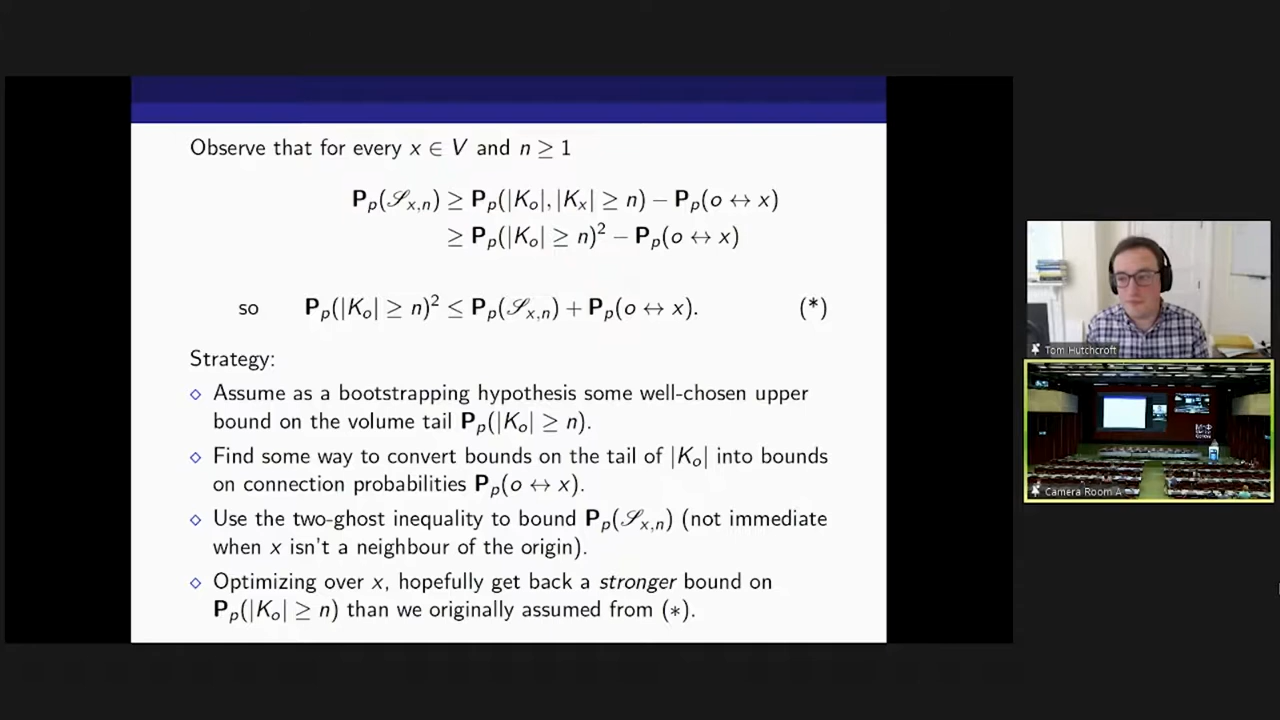 Observe that for every x ∈ V and n ≥ 1
P_p(𝒮_{x,n}) ≥ P_p(|K_o|, |K_x| ≥ n) − P_p(o ↔ x)
≥ P_p(|K_o| ≥ n)² − P_p(o ↔ x)
so P_p(|K_o| ≥ n)² ≤ P_p(𝒮_{x,n}) + P_p(o ↔ x). (*)
Strategy:
◇ Assume as a bootstrapping hypothesis some well-chosen upper
bound on the volume tail P_p(|K_o| ≥ n).
◇ Find some way to convert bounds on the tail of |K_o| into bounds
on connection probabilities P_p(o ↔ x).
◇ Use the two-ghost inequality to bound P_p(𝒮_{x,n}) (not immediate
when x isn't a neighbour of the origin).
◇ Optimizing over x, hopefully get back a stronger bound on
P_p(|K_o| ≥ n) than we originally assumed from (∗).
Tom Hutchcroft
Camera Room A